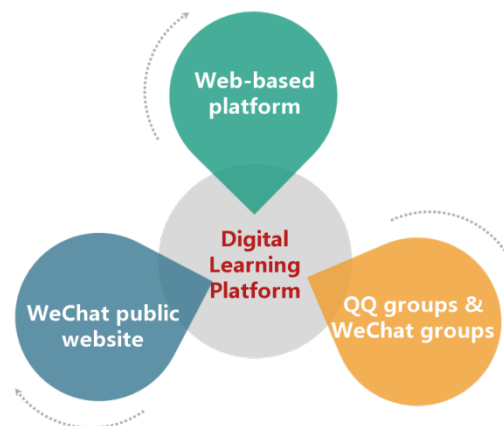 Web-based
platform
Digital
Learning
Platform
WeChat public
website
QQ groups &
WeChat groups